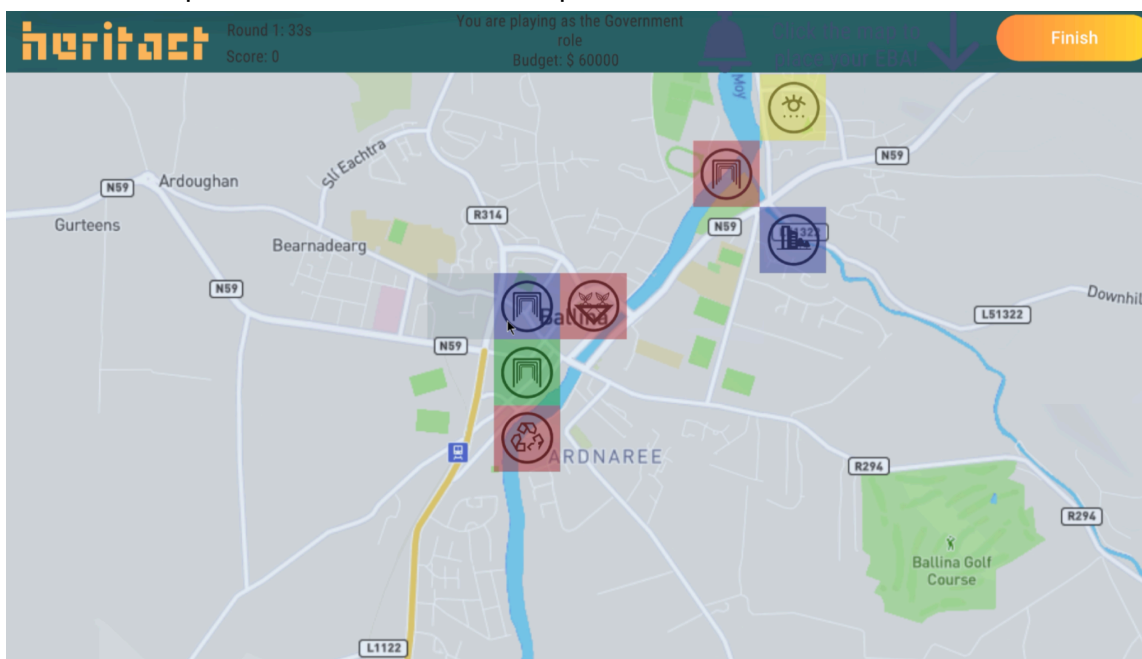 heritact
Round 1: 33s
Score: 0
You are playing as the Government
role
Budget: $ 60000
Finish
Moy
N59
Slí Eachtra
N59
Ardoughan
R314
N59
Gurteens
Bearnadearg
N59
Downhil
Ballina
L51322
N59
ARDNAREE
R294
R294
Ballina Golf
Course
L1122